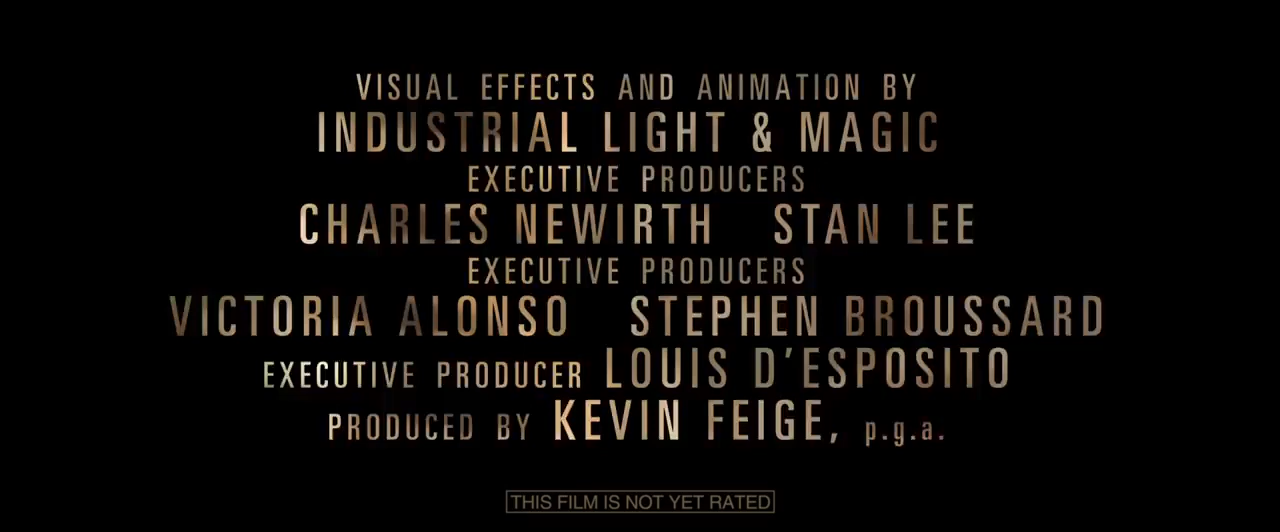 VISUAL EFFECTS AND ANIMATION BY
INDUSTRIAL LIGHT & MAGIC
EXECUTIVE PRODUCERS
CHARLES NEWIRTH STAN LEE
EXECUTIVE PRODUCERS
VICTORIA ALONSO STEPHEN BROUSSARD
EXECUTIVE PRODUCER LOUIS D'ESPOSITO
PRODUCED BY KEVIN FEIGE, p.g.a.
THIS FILM IS NOT YET RATED